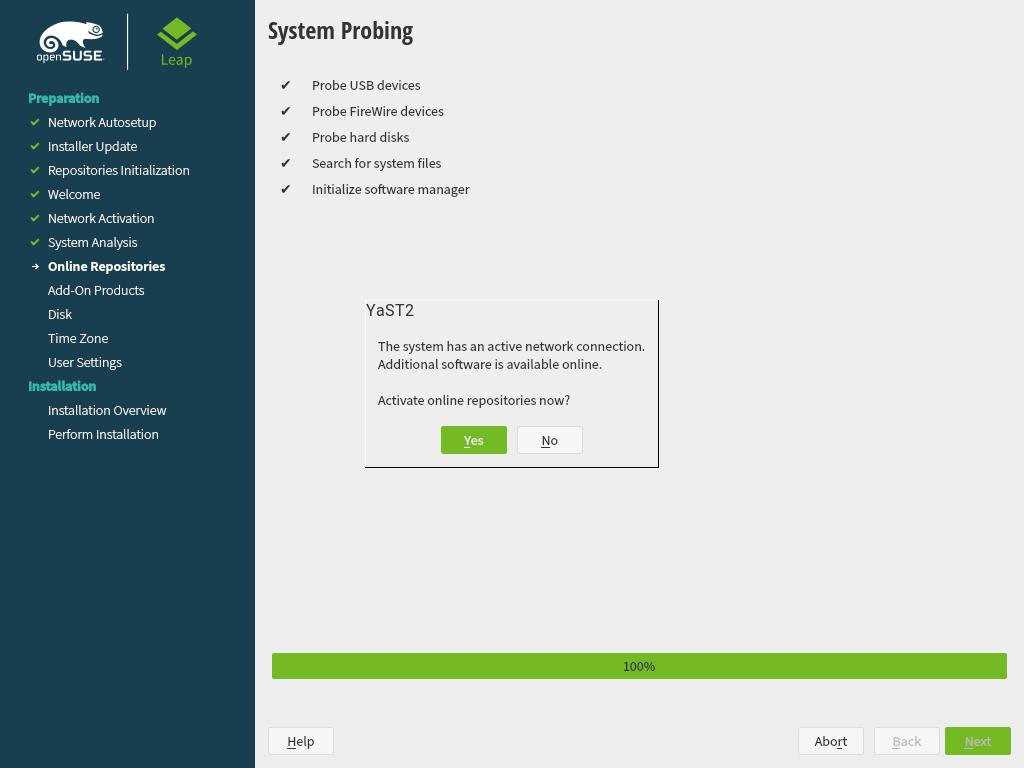 openSUSE
Leap
Preparation
Network Autosetup
Installer Update
Repositories Initialization
Welcome
Network Activation
System Analysis
Online Repositories
Add-On Products
Disk
Time Zone
User Settings
Installation
Installation Overview
Perform Installation
System Probing
Probe USB devices
Probe FireWire devices
Probe hard disks
Search for system files
Initialize software manager
YaST2
The system has an active network connection.
Additional software is available online.
Activate online repositories now?
Yes No
100%
Help Abort Back Next